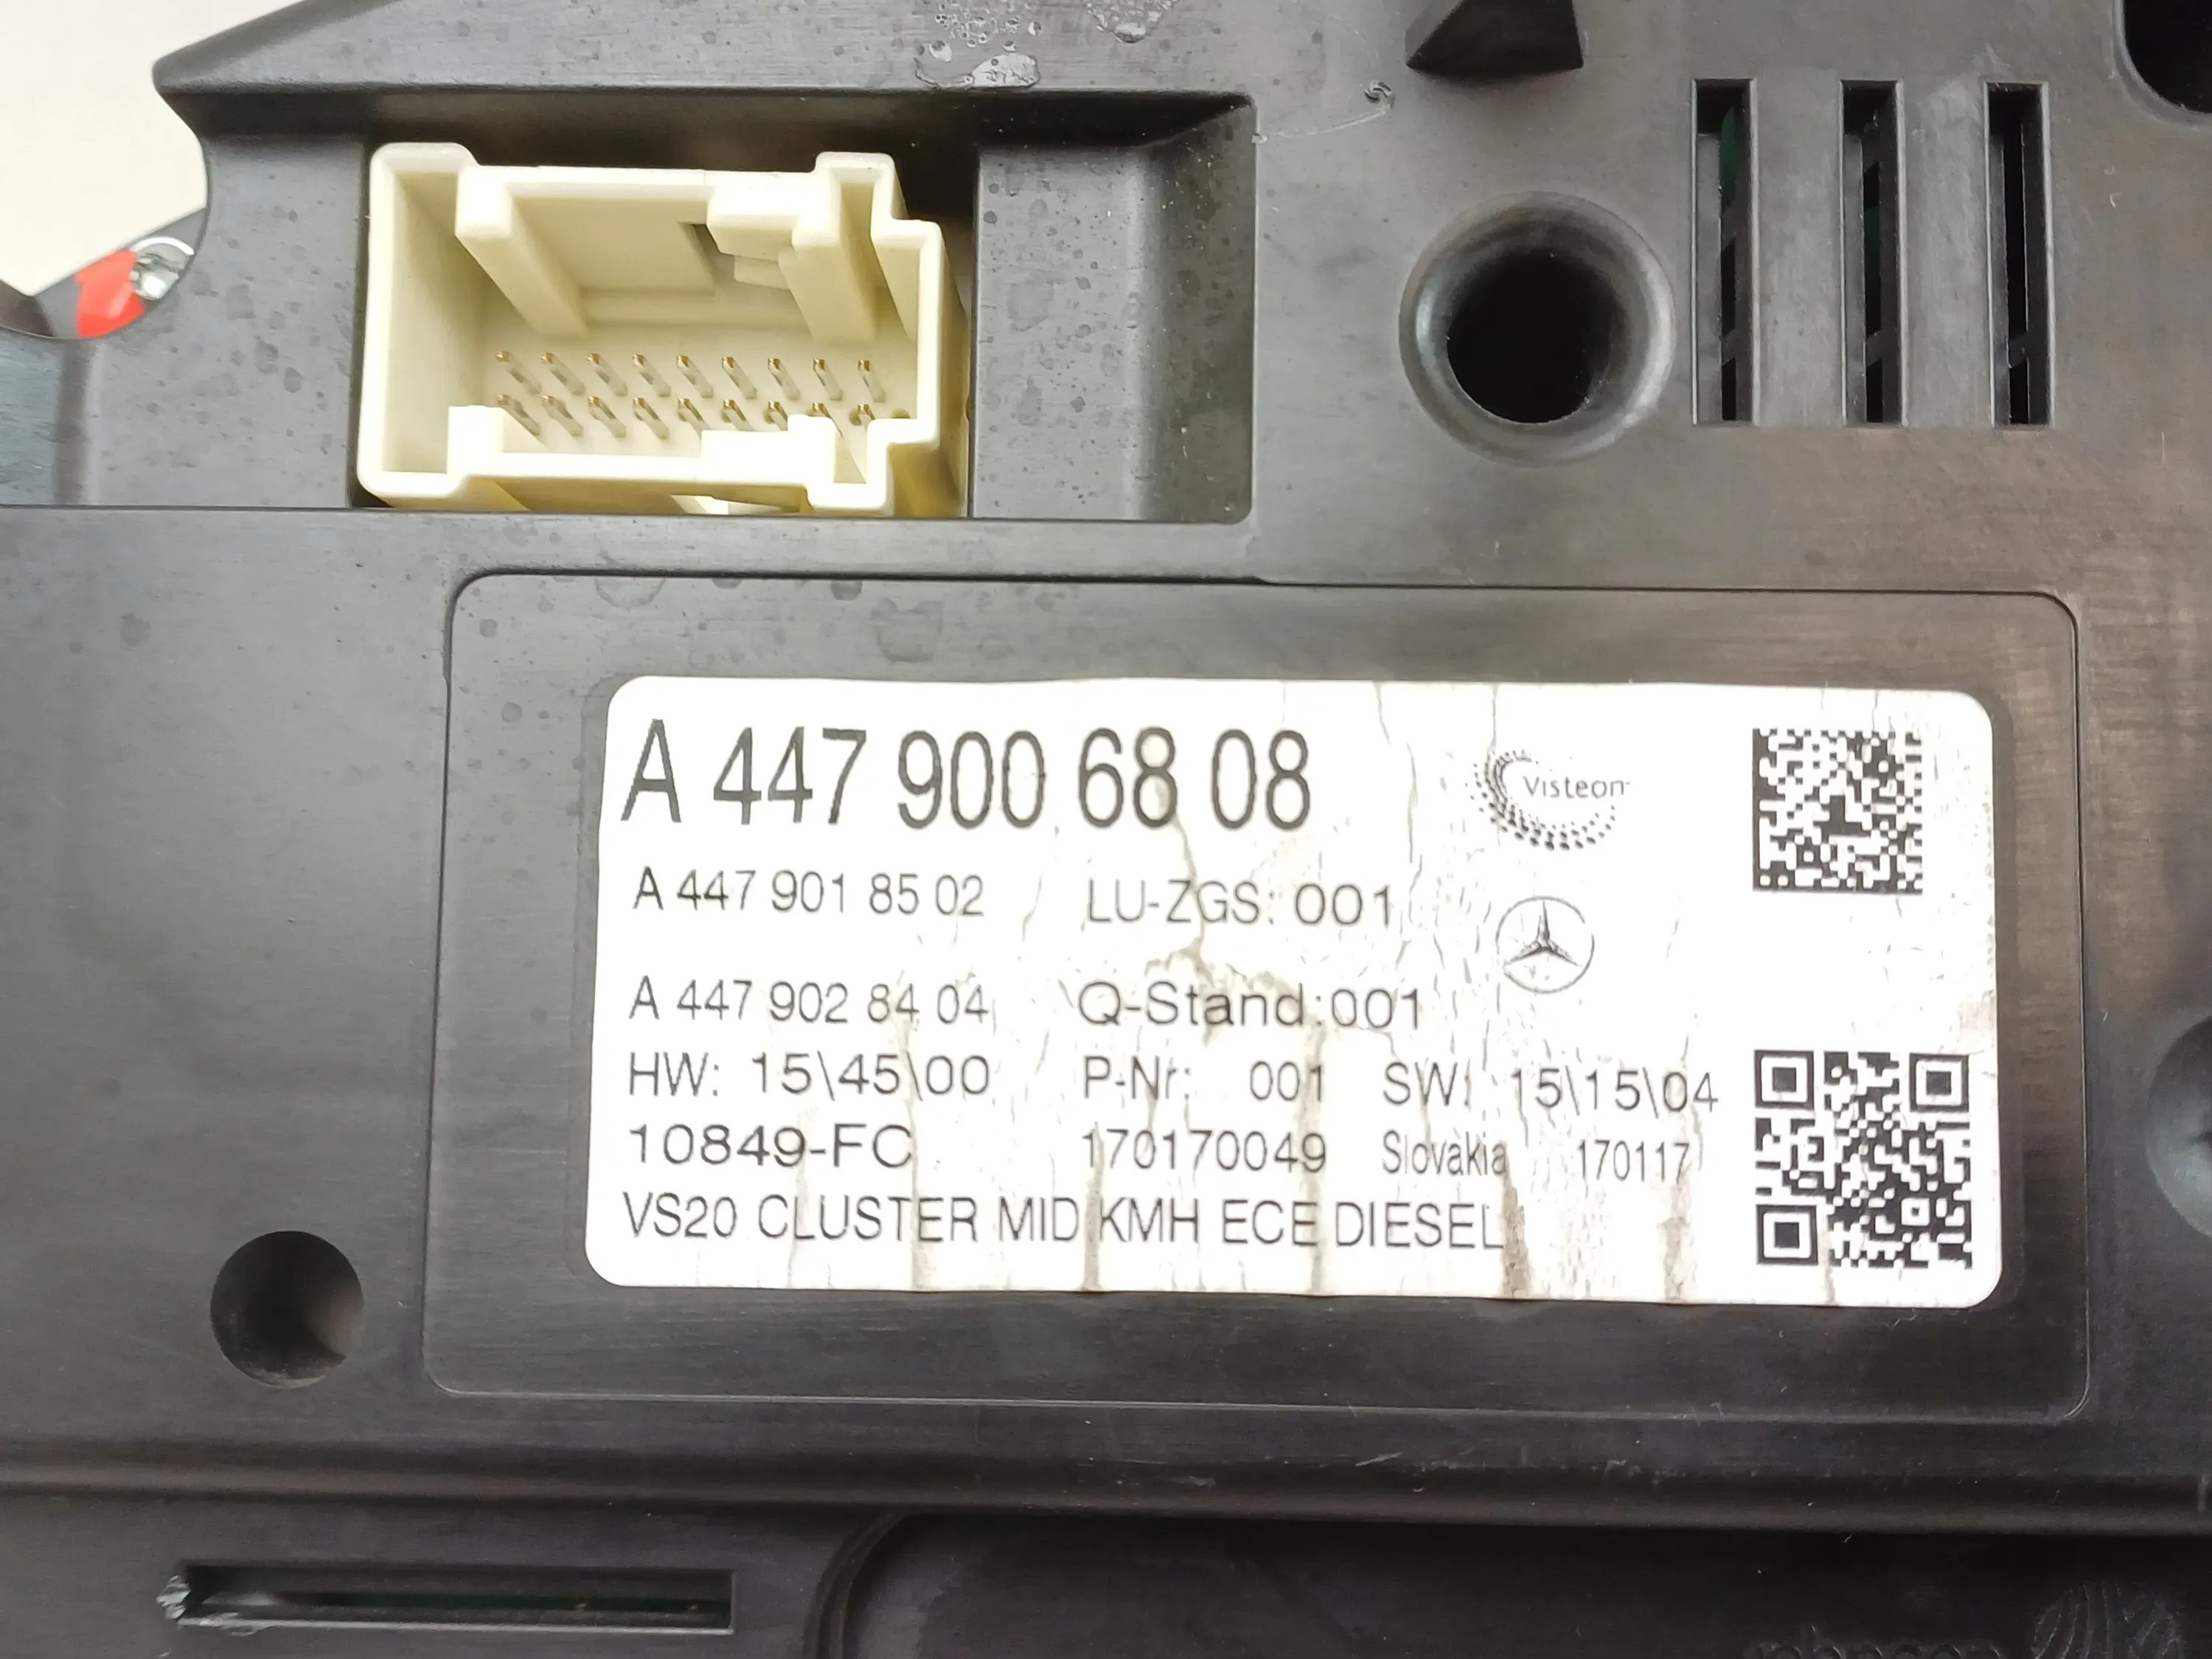 A 447 900 68 08
Visteon
A 447 901 85 02 LU-ZGS: 001
A 447 902 84 04 Q-Stand:001
HW: 15\45\00 P-Nr: 001 SW: 15\15\04
10849-FC 170170049 Slovakia 170117
VS20 CLUSTER MID KMH ECE DIESEL